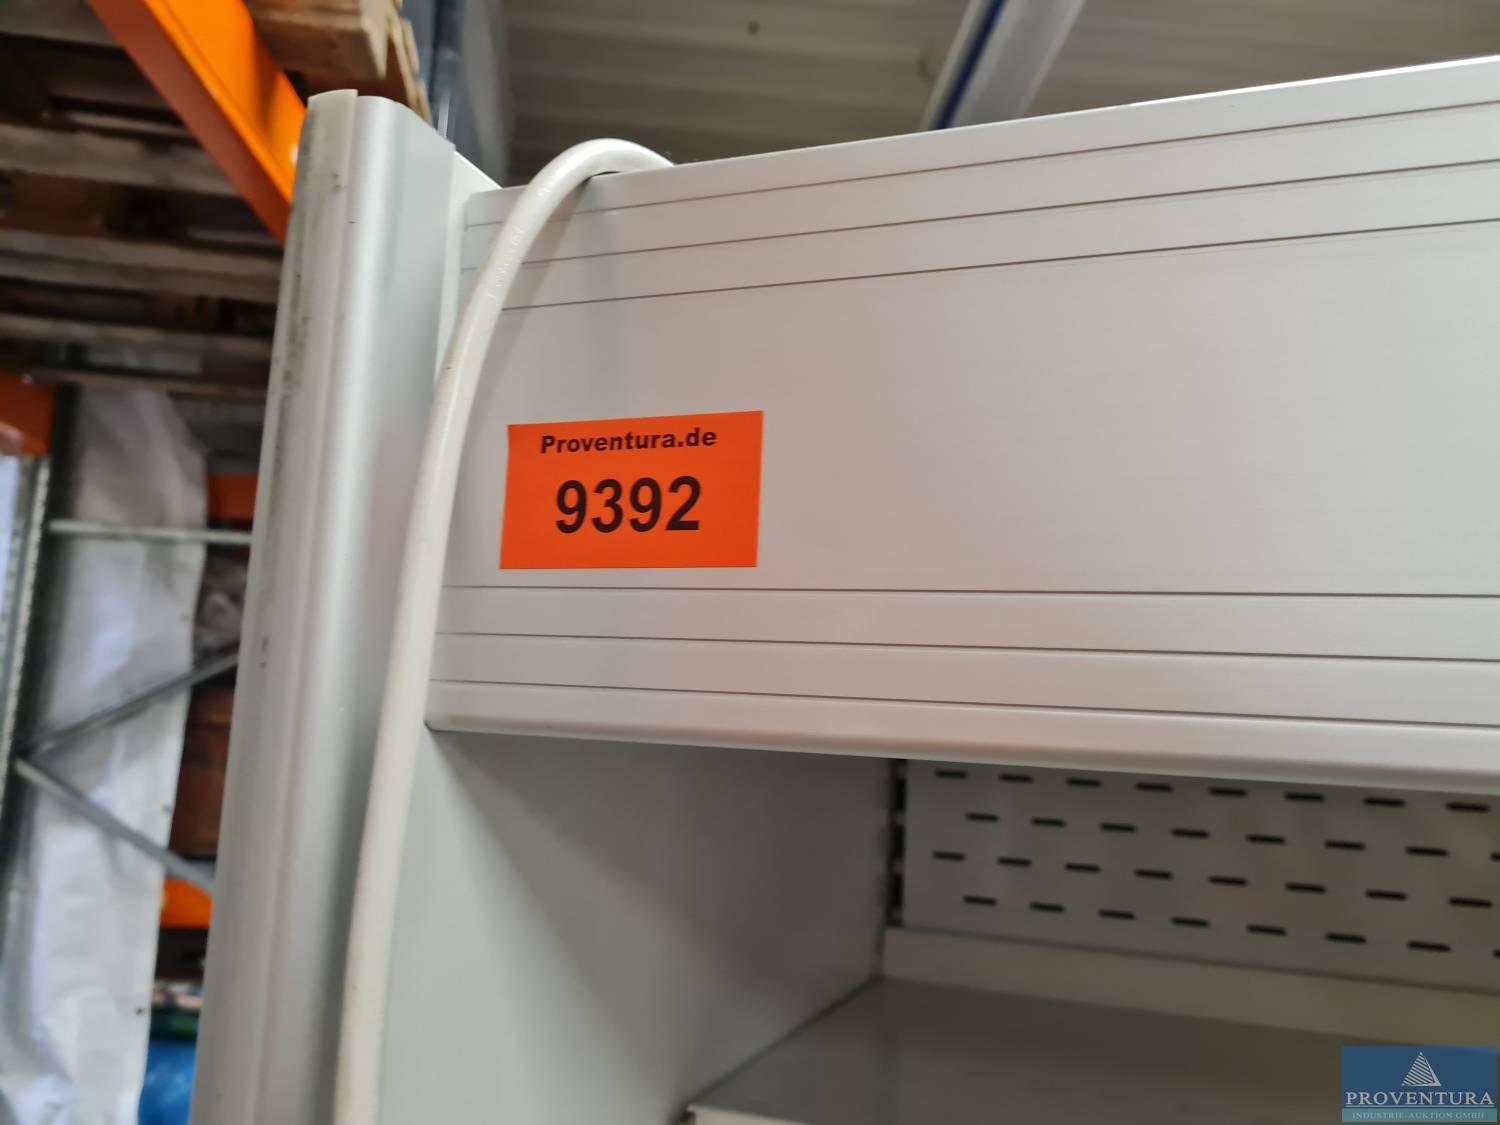 Proventura.de
9392
PROVENTURA
INDUSTRIE-AUKTION GMBH